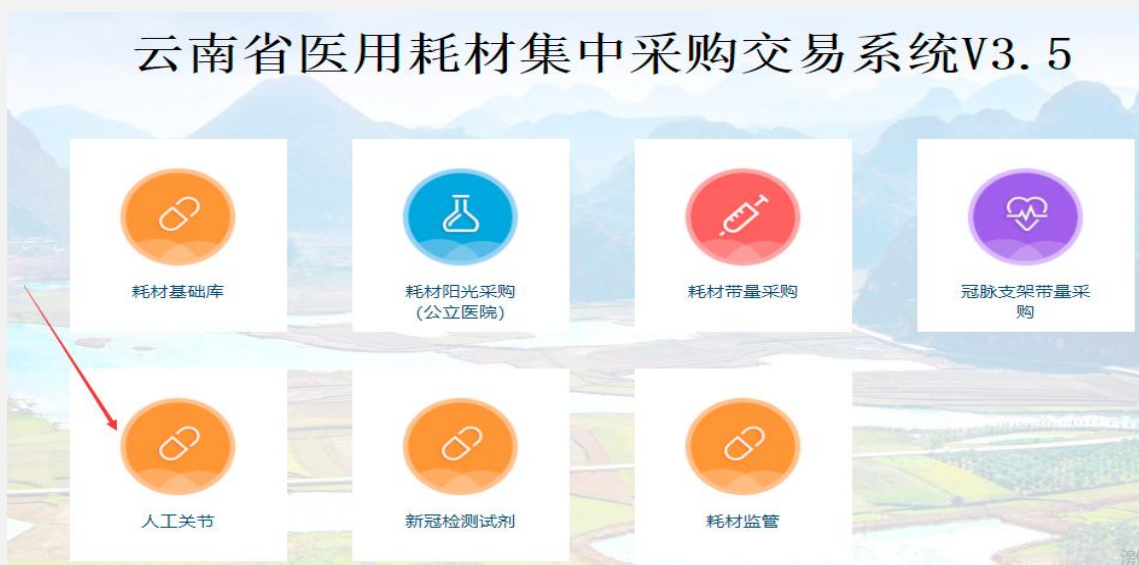 云南省医用耗材集中采购交易系统V3.5
耗材基础库
耗材阳光采购
(公立医院)
耗材带量采购
冠脉支架带量采
购
人工关节
新冠检测试剂
耗材监管